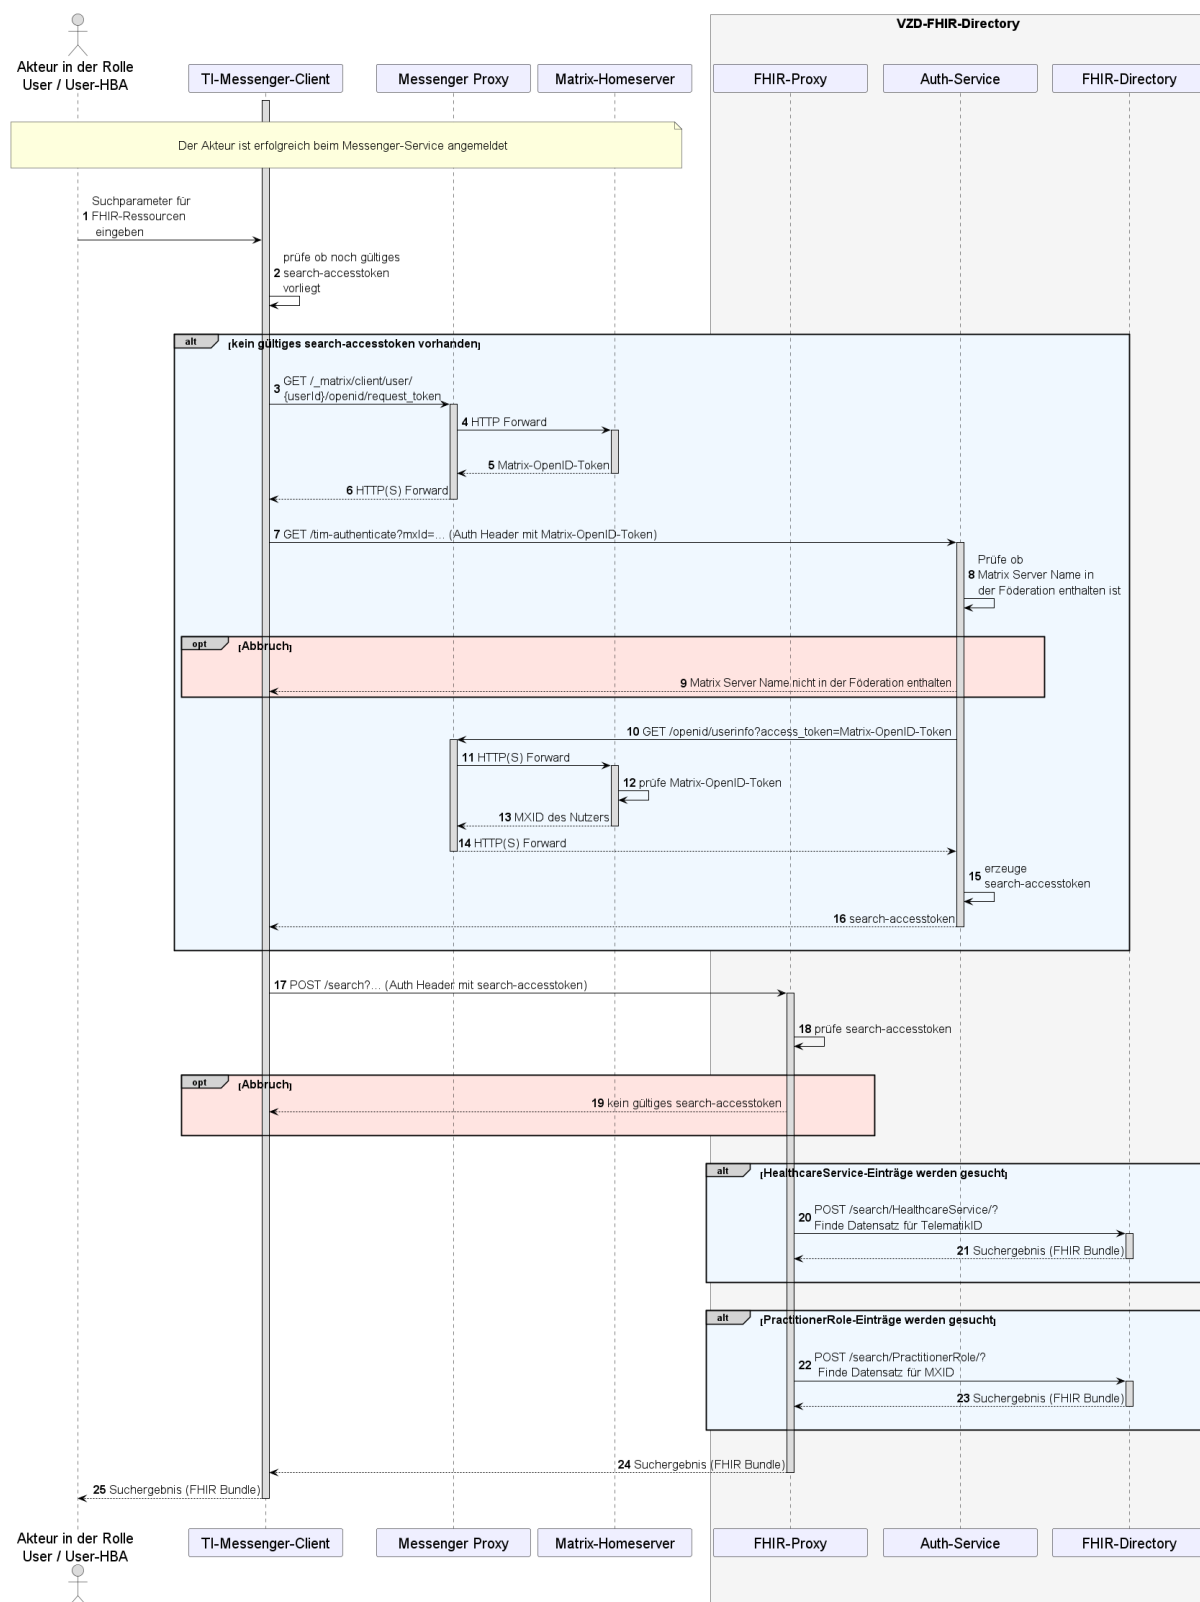 VZD-FHIR-Directory
Akteur in der Rolle
User / User-HBA
TI-Messenger-Client
Messenger Proxy
Matrix-Homeserver
FHIR-Proxy
Auth-Service
FHIR-Directory
Der Akteur ist erfolgreich beim Messenger-Service angemeldet
Suchparameter für
1 FHIR-Ressourcen
eingeben
prüfe ob noch gültiges
2 search-accesstoken
vorliegt
alt [kein gültiges search-accesstoken vorhanden]
GET /_matrix/client/user/
3 {userId}/openid/request_token
4 HTTP Forward
5 Matrix-OpenID-Token
6 HTTP(S) Forward
7 GET /tim-authenticate?mxId=... (Auth Header mit Matrix-OpenID-Token)
Prüfe ob
8 Matrix Server Name in
der Föderation enthalten ist
opt [Abbruch]
9 Matrix Server Name nicht in der Föderation enthalten
10 GET /openid/userinfo?access_token=Matrix-OpenID-Token
11 HTTP(S) Forward
12 prüfe Matrix-OpenID-Token
13 MXID des Nutzers
14 HTTP(S) Forward
erzeuge
15 search-accesstoken
16 search-accesstoken
17 POST /search?... (Auth Header mit search-accesstoken)
18 prüfe search-accesstoken
opt [Abbruch]
19 kein gültiges search-accesstoken
alt [HealthcareService-Einträge werden gesucht]
POST /search/HealthcareService/?
20 Finde Datensatz für TelematikID
21 Suchergebnis (FHIR Bundle)
alt [PractitionerRole-Einträge werden gesucht]
POST /search/PractitionerRole/?
22 Finde Datensatz für MXID
23 Suchergebnis (FHIR Bundle)
24 Suchergebnis (FHIR Bundle)
25 Suchergebnis (FHIR Bundle)
Akteur in der Rolle
User / User-HBA
TI-Messenger-Client
Messenger Proxy
Matrix-Homeserver
FHIR-Proxy
Auth-Service
FHIR-Directory